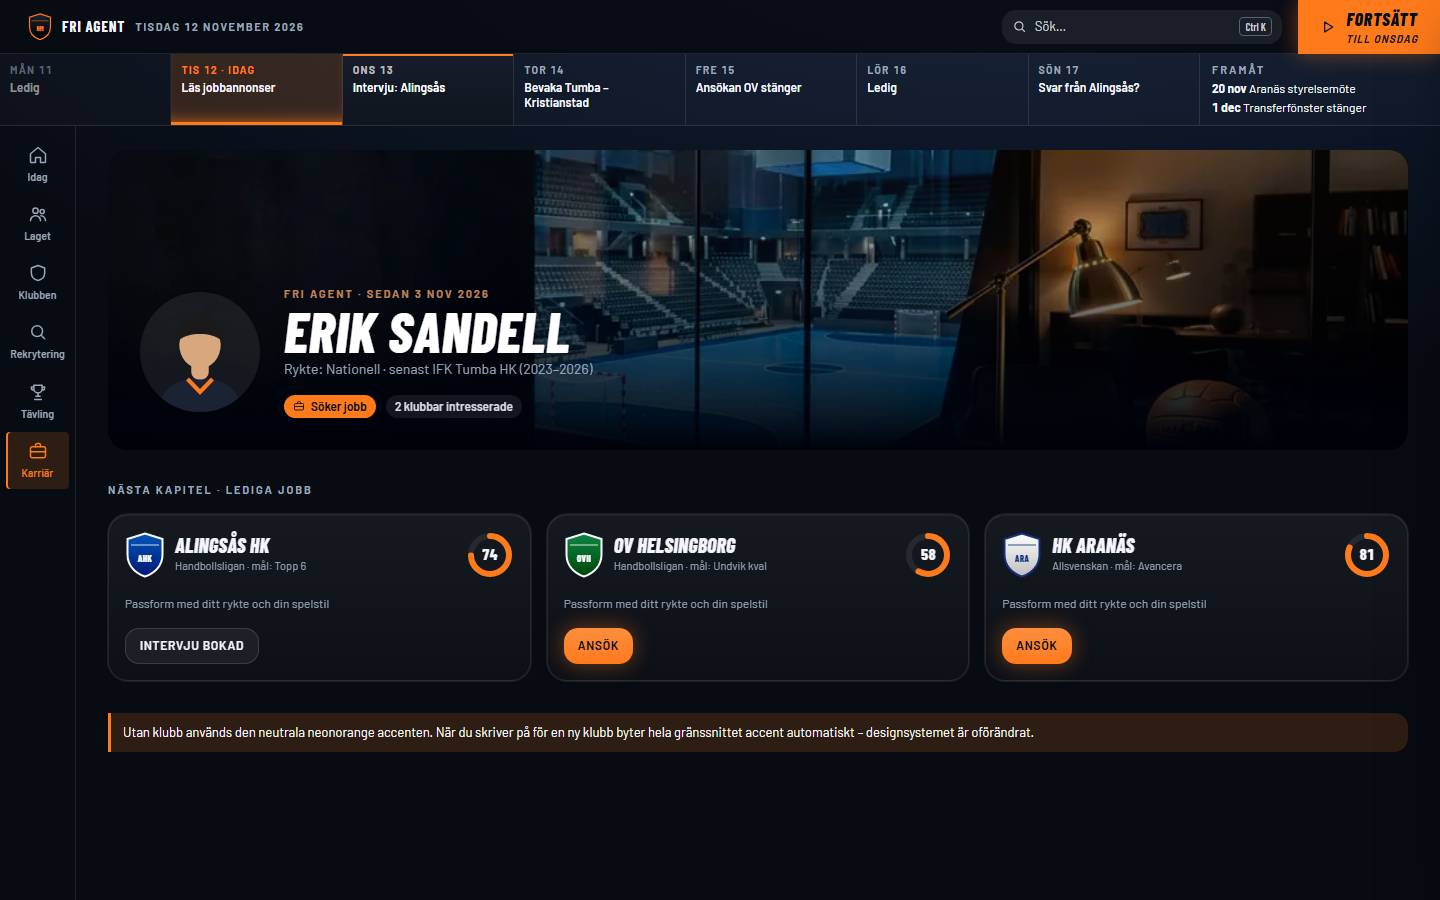 FRI AGENT TISDAG 12 NOVEMBER 2026
Sök...
Ctrl K
FORTSÄTT
TILL ONSDAG
MÅN 11
Ledig
TIS 12 · IDAG
Läs jobbannonser
ONS 13
Intervju: Alingsås
TOR 14
Bevaka Tumba –
Kristianstad
FRE 15
Ansökan OV stänger
LÖR 16
Ledig
SÖN 17
Svar från Alingsås?
FRAMÅT
20 nov Aranäs styrelsemöte
1 dec Transferfönster stänger
Idag
Laget
Klubben
Rekrytering
Tävling
Karriär
FRI AGENT · SEDAN 3 NOV 2026
ERIK SANDELL
Rykte: Nationell · senast IFK Tumba HK (2023–2026)
Söker jobb
2 klubbar intresserade
NÄSTA KAPITEL · LEDIGA JOBB
AHK
ALINGSÅS HK
Handbollsligan · mål: Topp 6
74
Passform med ditt rykte och din spelstil
INTERVJU BOKAD
OVH
OV HELSINGBORG
Handbollsligan · mål: Undvik kval
58
Passform med ditt rykte och din spelstil
ANSÖK
ARA
HK ARANÄS
Allsvenskan · mål: Avancera
81
Passform med ditt rykte och din spelstil
ANSÖK
Utan klubb används den neutrala neonorange accenten. När du skriver på för en ny klubb byter hela gränssnittet accent automatiskt – designsystemet är oförändrat.